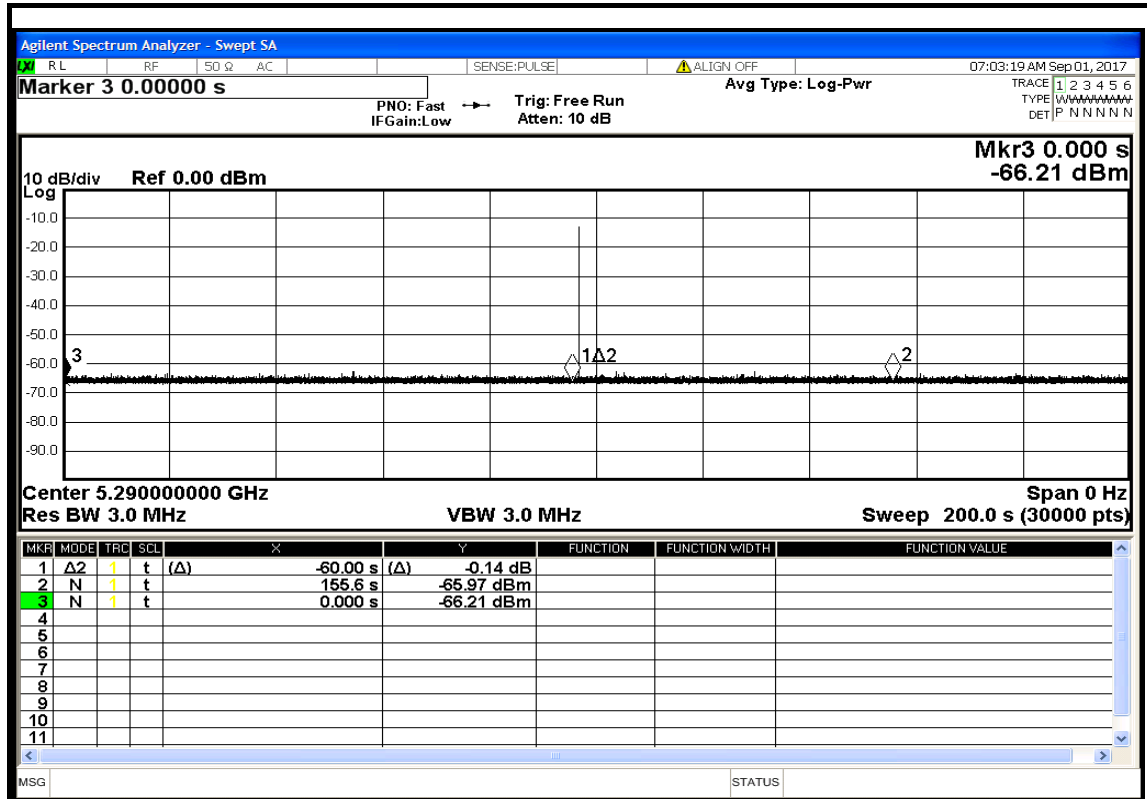 Agilent Spectrum Analyzer - Swept SA
LXI RL RF 50 Ω AC SENSE:PULSE ALIGN OFF 07:03:19 AM Sep 01, 2017
Marker 3 0.00000 s
PNO: Fast
IFGain:Low
Trig: Free Run
Atten: 10 dB
Avg Type: Log-Pwr
TRACE 1 2 3 4 5 6
TYPE
DET P N N N N N
Mkr3 0.000 s
-66.21 dBm
10 dB/div Ref 0.00 dBm
Log
-10.0
-20.0
-30.0
-40.0
-50.0
3 1Δ2 2
-60.0
-70.0
-80.0
-90.0
Center 5.290000000 GHz Span 0 Hz
Res BW 3.0 MHz VBW 3.0 MHz Sweep 200.0 s (30000 pts)
MKR MODE TRC SCL X Y FUNCTION FUNCTION WIDTH FUNCTION VALUE
1 Δ2 1 t (Δ) -60.00 s (Δ) -0.14 dB
2 N 1 t 155.6 s -65.97 dBm
3 N 1 t 0.000 s -66.21 dBm
4
5
6
7
8
9
10
11
MSG STATUS